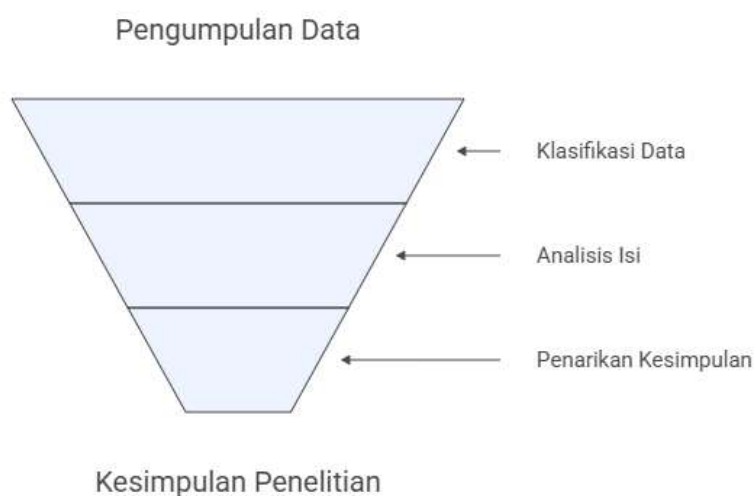 Pengumpulan Data
Klasifikasi Data
Analisis Isi
Penarikan Kesimpulan
Kesimpulan Penelitian